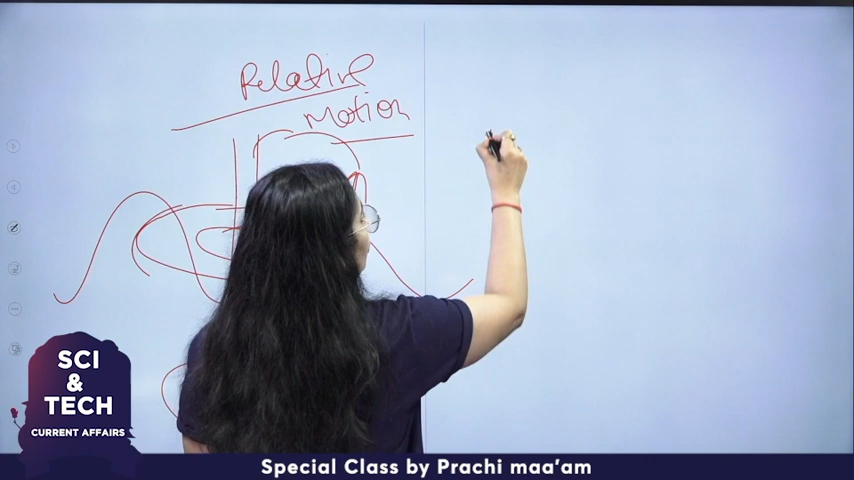 Relative
Motion
SCI
&
TECH
CURRENT AFFAIRS
Special Class by Prachi maa'am